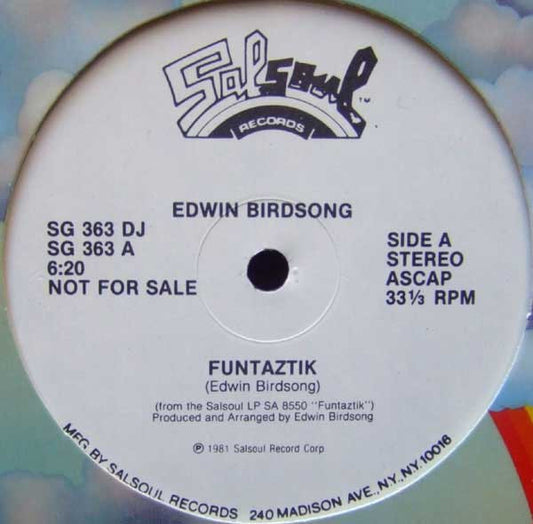 Salsoul
TM
RECORDS
EDWIN BIRDSONG
SG 363 DJ
SG 363 A
6:20
NOT FOR SALE
SIDE A
STEREO
ASCAP
33⅓ RPM
FUNTAZTIK
(Edwin Birdsong)
(from the Salsoul LP SA 8550 "Funtaztik")
Produced and Arranged by Edwin Birdsong
℗ 1981 Salsoul Record Corp
MFG BY SALSOUL RECORDS 240 MADISON AVE., NY., NY. 10016